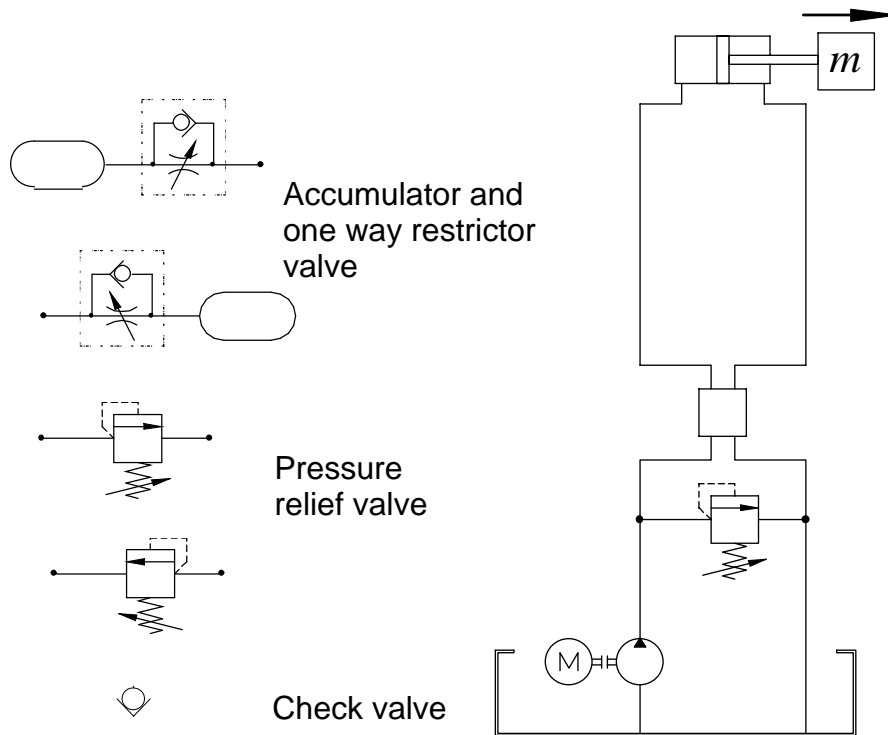 m
Accumulator and
one way restrictor
valve
Pressure
relief valve
M
Check valve